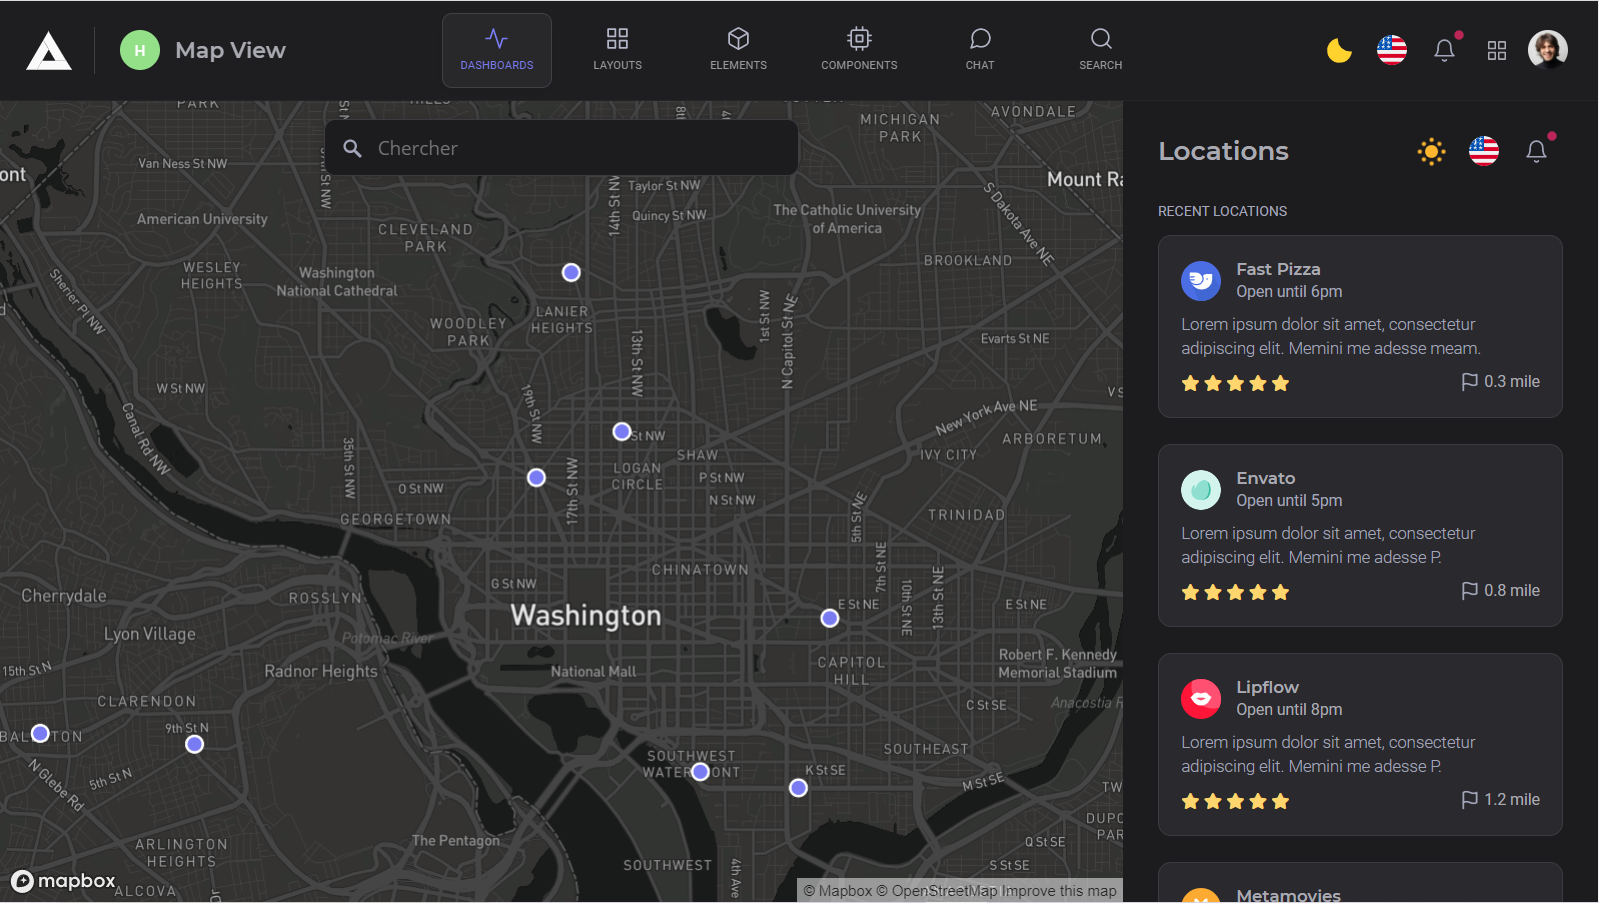 H
Map View
DASHBOARDS
LAYOUTS
ELEMENTS
COMPONENTS
CHAT
SEARCH
PARK
AVONDALE
MICHIGAN
PARK
Chercher
Van Ness St NW
ont
Taylor St NW
Mount Ra
American University
14th St NW
Quincy St NW
The Catholic University
of America
S Dakota Ave NE
CLEVELAND
PARK
WESLEY
HEIGHTS
Washington
National Cathedral
BROOKLAND
Sherier Pl NW
LANIER
HEIGHTS
WOODLEY
PARK
1st St NW
N Capitol St NE
13th St NW
Evarts St NE
W St NW
19th St NW
Canal Rd NW
New York Ave NE
St NW
ARBORETUM
35th St NW
SHAW
IVY CITY
LOGAN
CIRCLE
P St NW
O St NW
17th St NW
N St NW
GEORGETOWN
5th St NE
TRINIDAD
CHINATOWN
7th St NE
G St NW
10th St NE
13th St NE
Cherrydale
ROSSLYN
Washington
E St NE
E St NE
Lyon Village
Potomac River
15th St N
Radnor Heights
National Mall
CAPITOL
HILL
Robert F. Kennedy
Memorial Stadium
CLARENDON
C St SE
Anacostia R
9th St N
SOUTHEAST
SOUTHWEST
N Glebe Rd
5th St N
K St SE
M St SE
TW
ARLINGTON
HEIGHTS
The Pentagon
DUPO
PAR
Q St SE
SOUTHWEST
4th Ave
S St SE
mapbox
ALCOVA
© Mapbox © OpenStreetMap Improve this map
Locations
RECENT LOCATIONS
Fast Pizza
Open until 6pm
Lorem ipsum dolor sit amet, consectetur
adipiscing elit. Memini me adesse meam.
0.3 mile
Envato
Open until 5pm
Lorem ipsum dolor sit amet, consectetur
adipiscing elit. Memini me adesse P.
0.8 mile
Lipflow
Open until 8pm
Lorem ipsum dolor sit amet, consectetur
adipiscing elit. Memini me adesse P.
1.2 mile
Metamovies